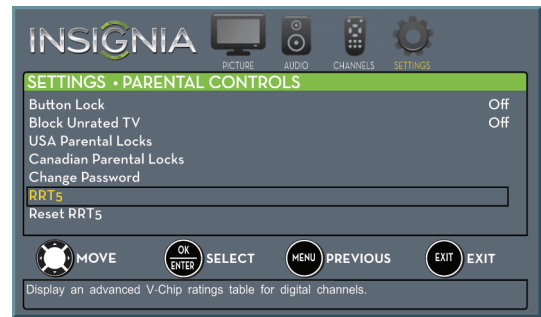 INSIGNIA
PICTURE AUDIO CHANNELS SETTINGS
SETTINGS • PARENTAL CONTROLS
Button Lock Off
Block Unrated TV Off
USA Parental Locks
Canadian Parental Locks
Change Password
RRT5
Reset RRT5
MOVE OK ENTER SELECT MENU PREVIOUS EXIT EXIT
Display an advanced V-Chip ratings table for digital channels.